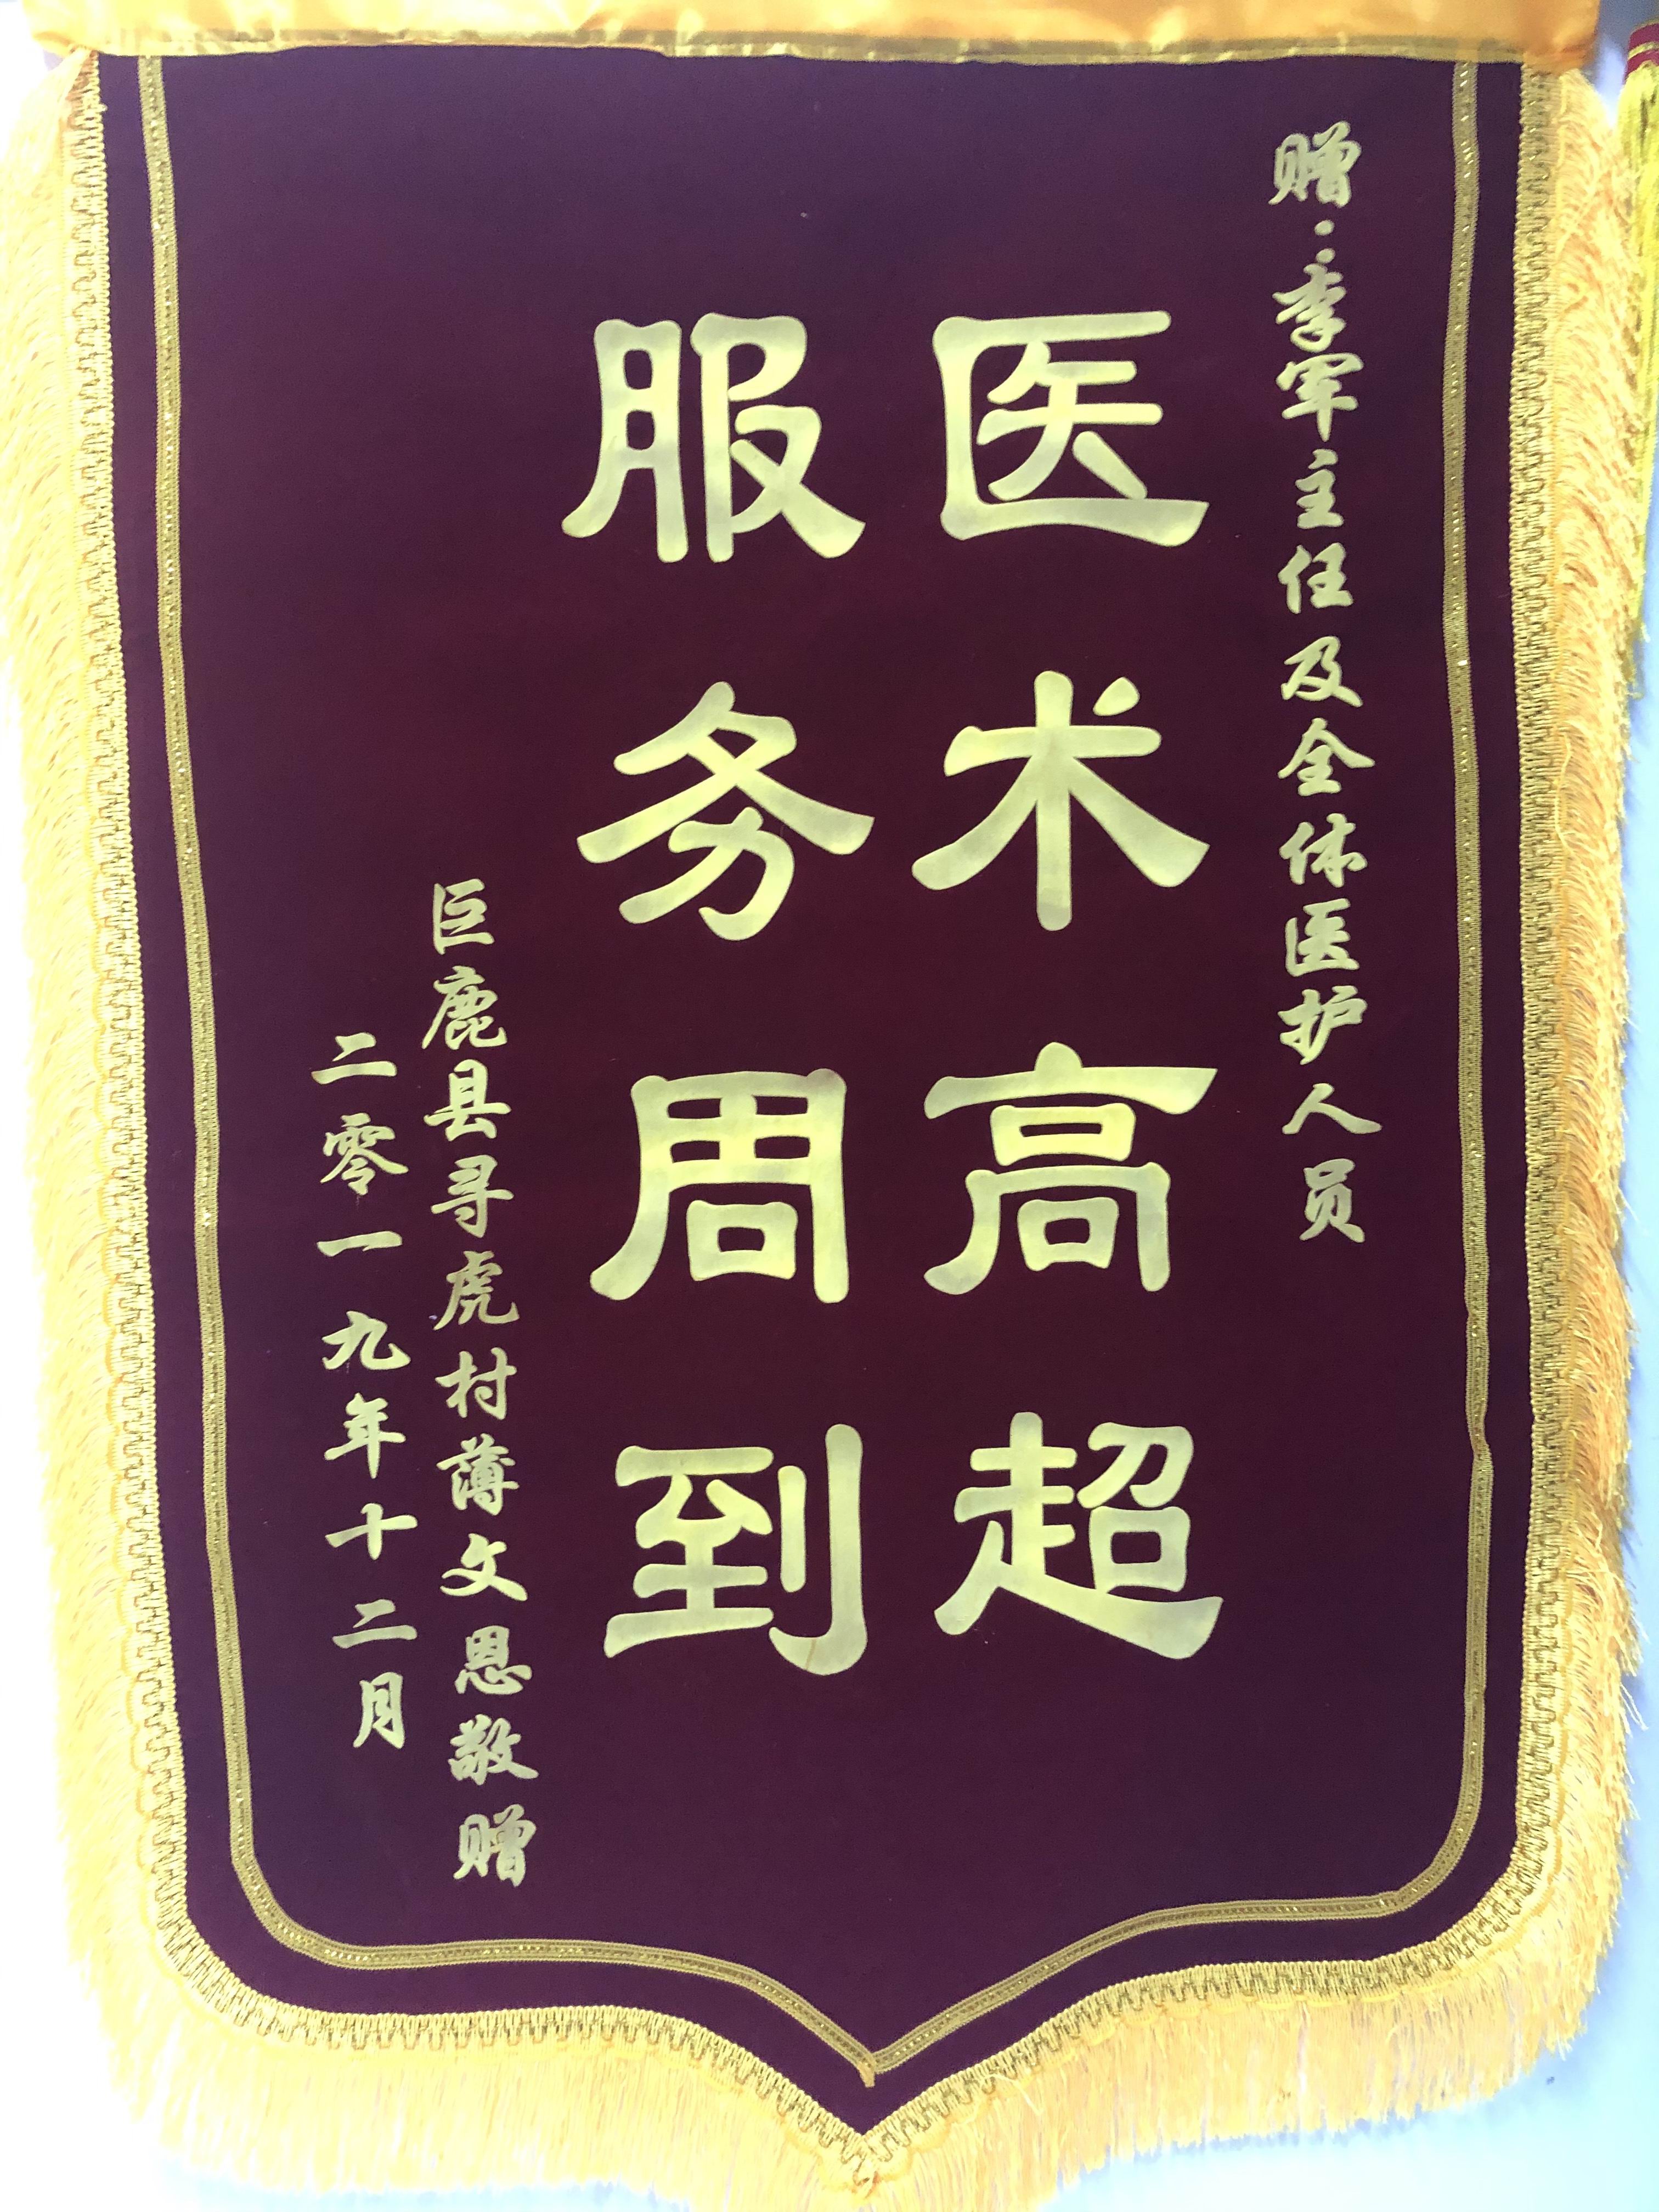 赠：李军主任及全体医护人员
医术高超
服务周到
巨鹿县寻虎村薄文恩敬赠
二零一九年十二月